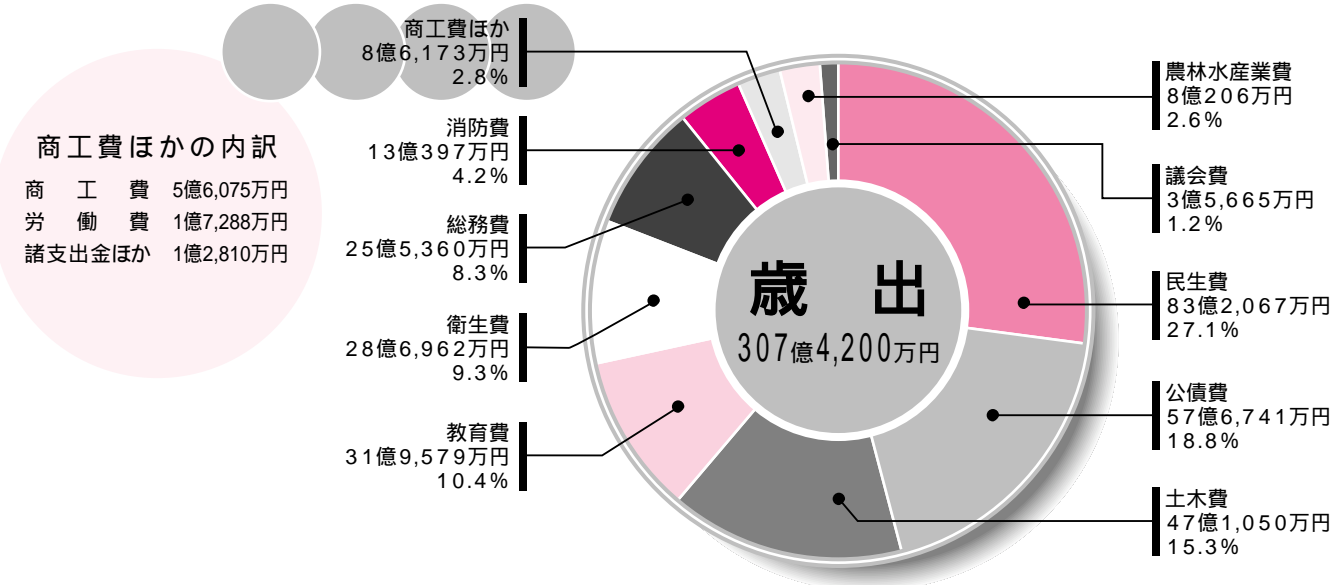 商工費ほか
8億6,173万円
2.8%
消防費
13億397万円
4.2%
総務費
25億5,360万円
8.3%
衛生費
28億6,962万円
9.3%
教育費
31億9,579万円
10.4%
商工費ほかの内訳
商工費 5億6,075万円
労働費 1億7,288万円
諸支出金ほか 1億2,810万円
歳出
307億4,200万円
農林水産業費
8億206万円
2.6%
議会費
3億5,665万円
1.2%
民生費
83億2,067万円
27.1%
公債費
57億6,741万円
18.8%
土木費
47億1,050万円
15.3%